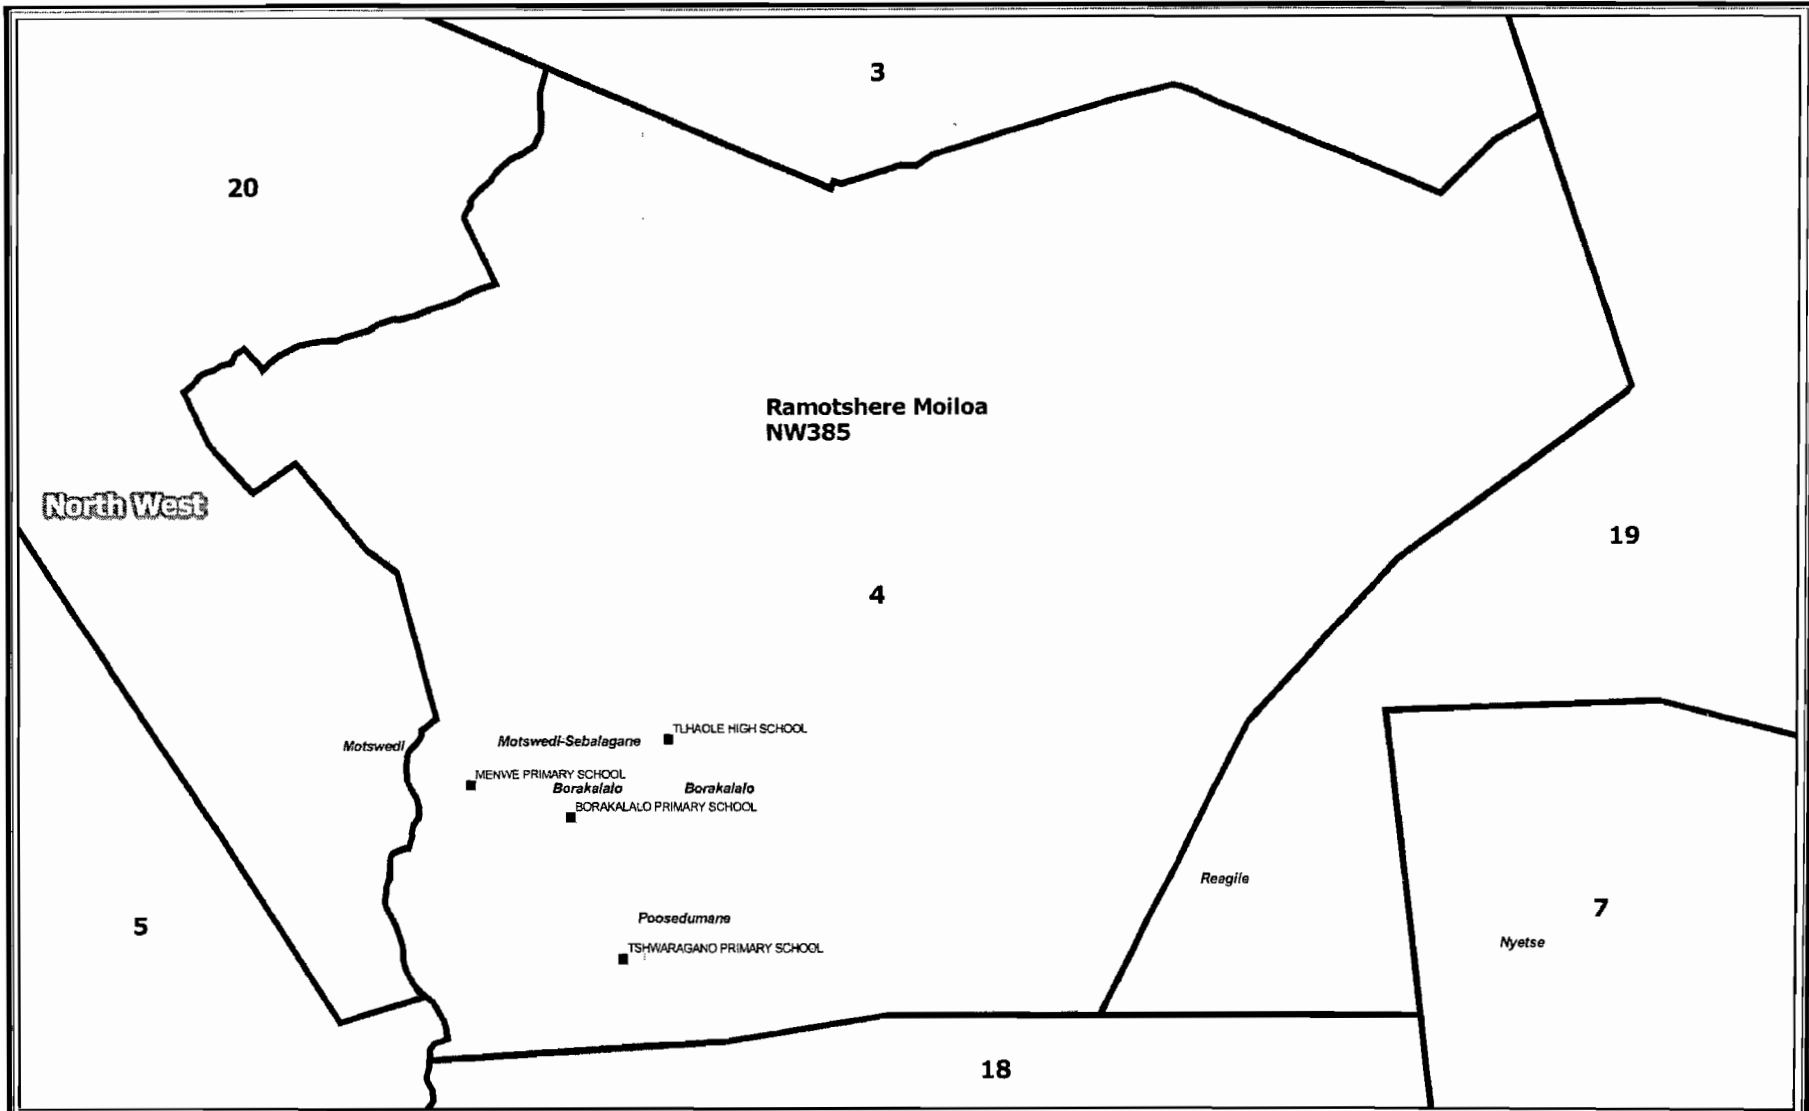 3
20
Ramotshere Moiloa
NW385
North West
19
4
TLHAOLE HIGH SCHOOL
Motswedi
Motswedi-Sebalagane
MENWE PRIMARY SCHOOL
Borakalalo
Borakalalo
BORAKALALO PRIMARY SCHOOL
Reagile
7
Poosedumane
5
Nyetse
TSHWARAGANO PRIMARY SCHOOL
18